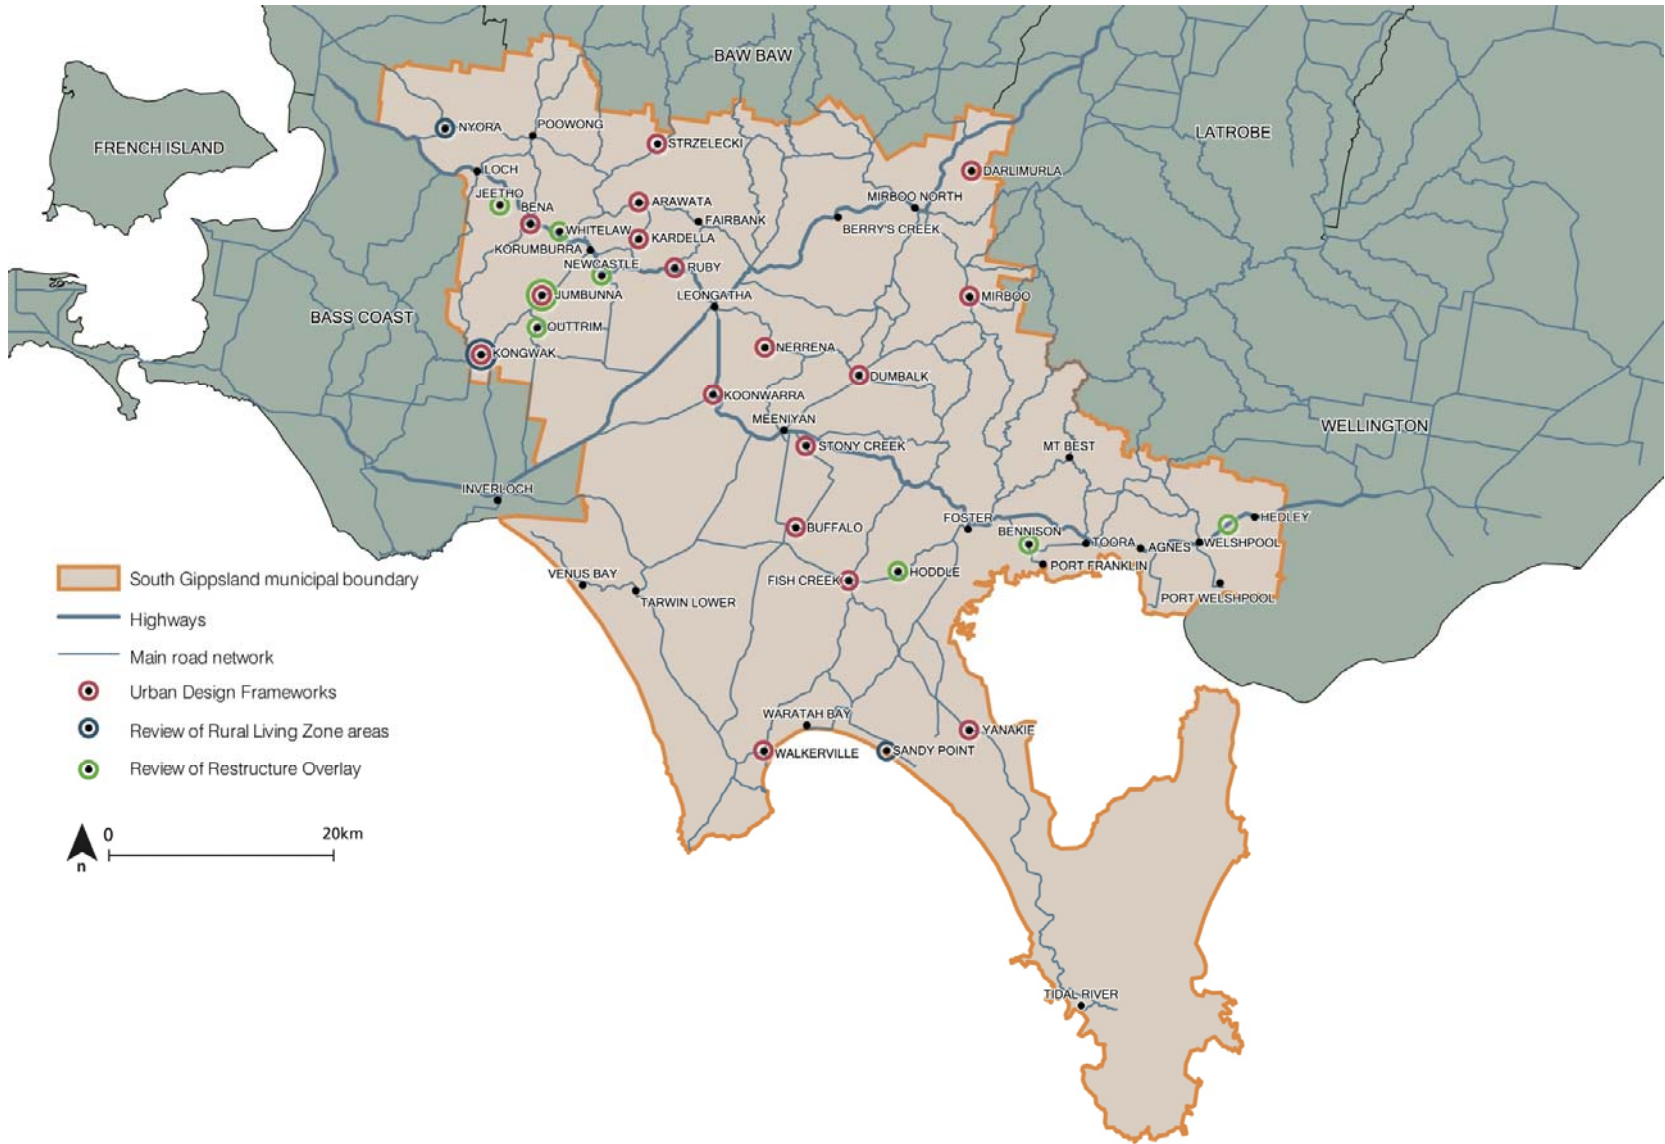 BAW BAW
LATROBE
FRENCH ISLAND
NYORA
POOWONG
STRZELECKI
LOCH
DARLIMURLA
JEETHO
BENA
ARAWATA
MIRBOO NORTH
FAIRBANK
BERRY'S CREEK
WHITELAW
KARDELLA
KORUMBURRA
NEWCASTLE
RUBY
JUMBUNNA
LEONGATHA
MIRBOO
BASS COAST
OUTTRIM
KONGWAK
NERRENA
DUMBALK
KOONWARRA
MEENIYAN
WELLINGTON
STONY CREEK
MT BEST
INVERLOCH
FOSTER
HEDLEY
BUFFALO
BENNISON
TOORA
AGNES
WELSHPOOL
PORT FRANKLIN
VENUS BAY
FISH CREEK
HODDLE
TARWIN LOWER
PORT WELSHPOOL
South Gippsland municipal boundary
Highways
Main road network
Urban Design Frameworks
Review of Rural Living Zone areas
Review of Restructure Overlay
WARATAH BAY
YANAKIE
WALKERVILLE
SANDY POINT
0 20km
n
TIDAL RIVER